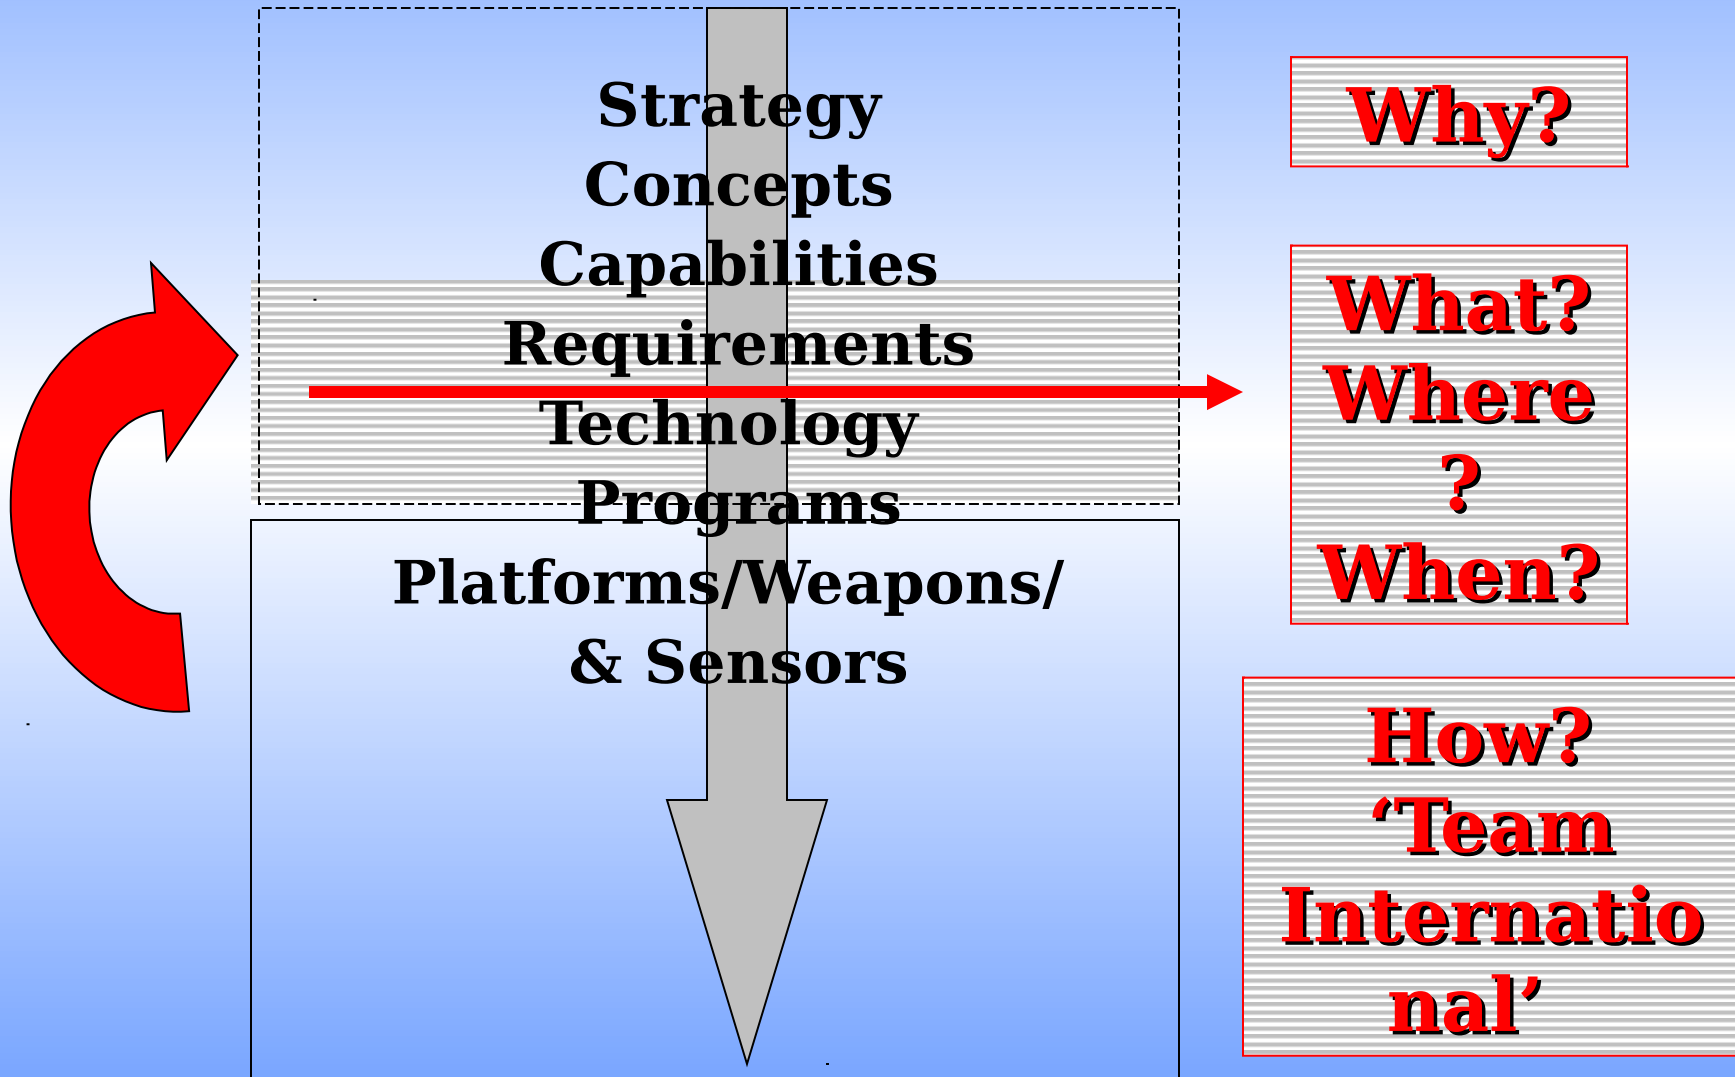 Strategy
Concepts
Capabilities
Requirements
Technology
Programs
Platforms/Weapons/
& Sensors
Why?
What?
Where
?
When?
How?
‘Team
Internatio
nal’